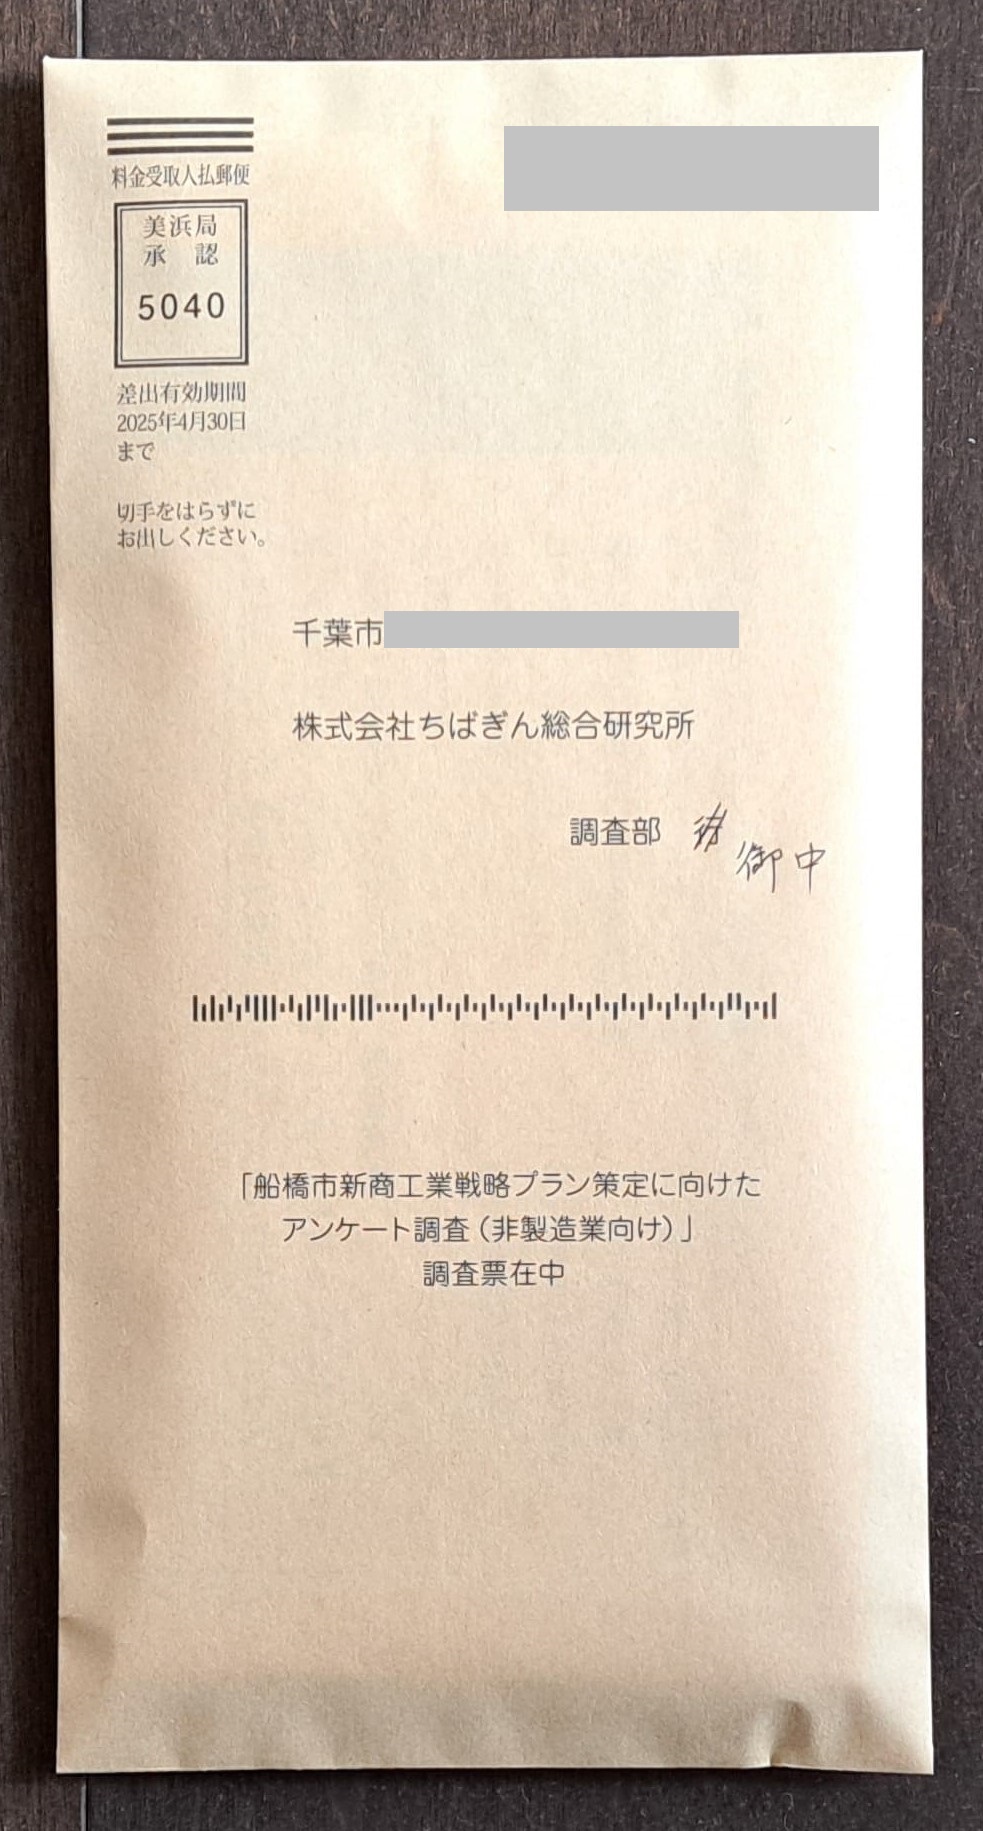 料金受取人払郵便
美浜局
承 認
5040
差出有効期間
2025年4月30日
まで
切手をはらずに
お出しください。
千葉市
株式会社ちばぎん総合研究所
調査部 行
御中
「船橋市新商工業戦略プラン策定に向けた
アンケート調査(非製造業向け)」
調査票在中